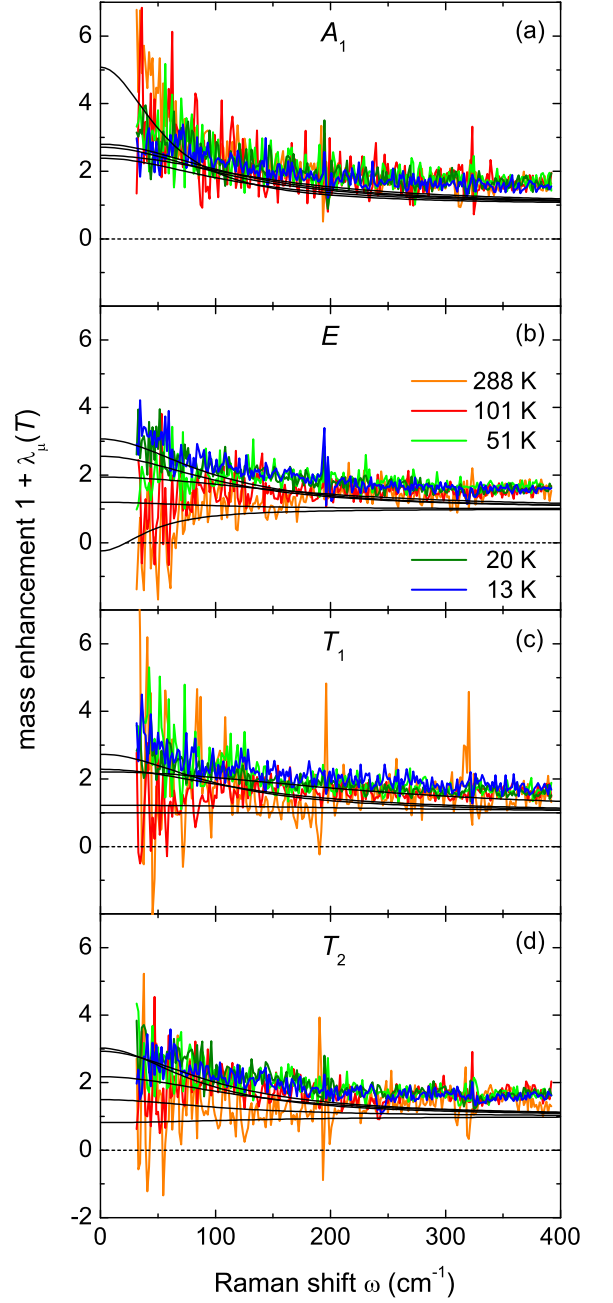 A₁
(a)
6
4
2
0
E
(b)
6
4
2
0
288 K
101 K
51 K
20 K
13 K
T₁
(c)
6
4
2
0
T₂
(d)
6
4
2
0
-2
0
100
200
300
400
mass enhancement 1 + λ_μ(T)
Raman shift ω (cm⁻¹)